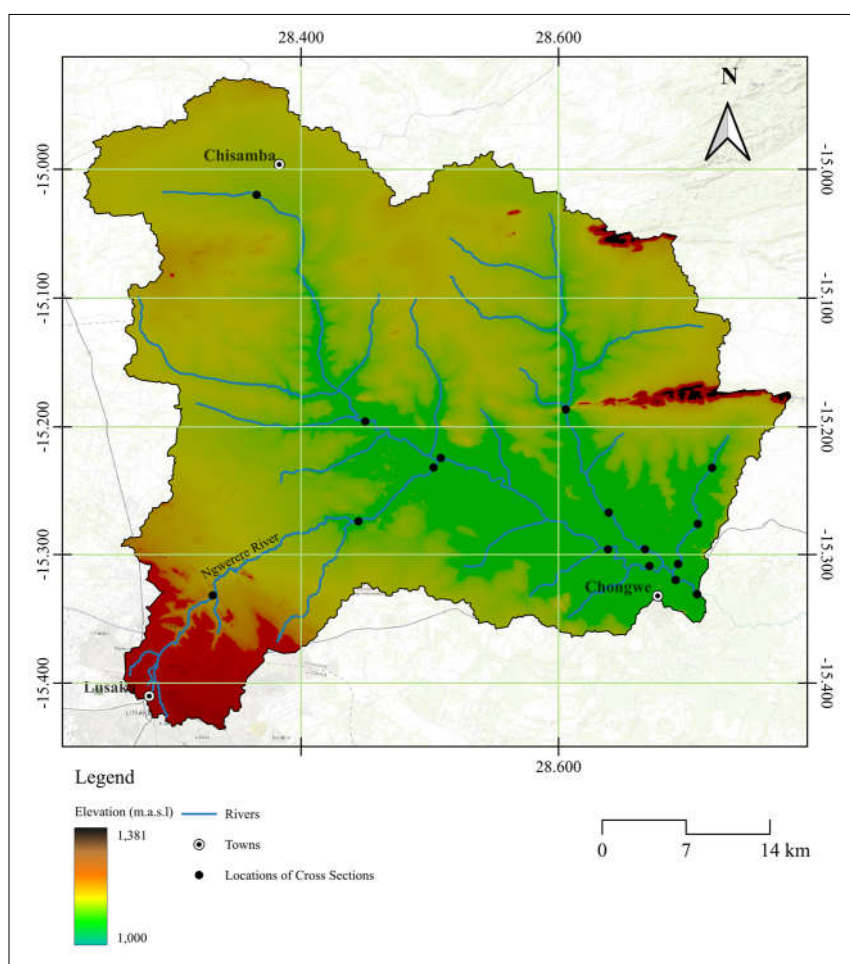 28.400 28.600
N
Chisamba
-15.000 -15.000
-15.100 -15.100
-15.200 -15.200
Ngwerere River
-15.300 -15.300
Chongwe
-15.400 -15.400
Lusaka
28.400 28.600
Legend
Elevation (m.a.s.l)
1,381
1,000
Rivers
Towns
Locations of Cross Sections
0 7 14 km